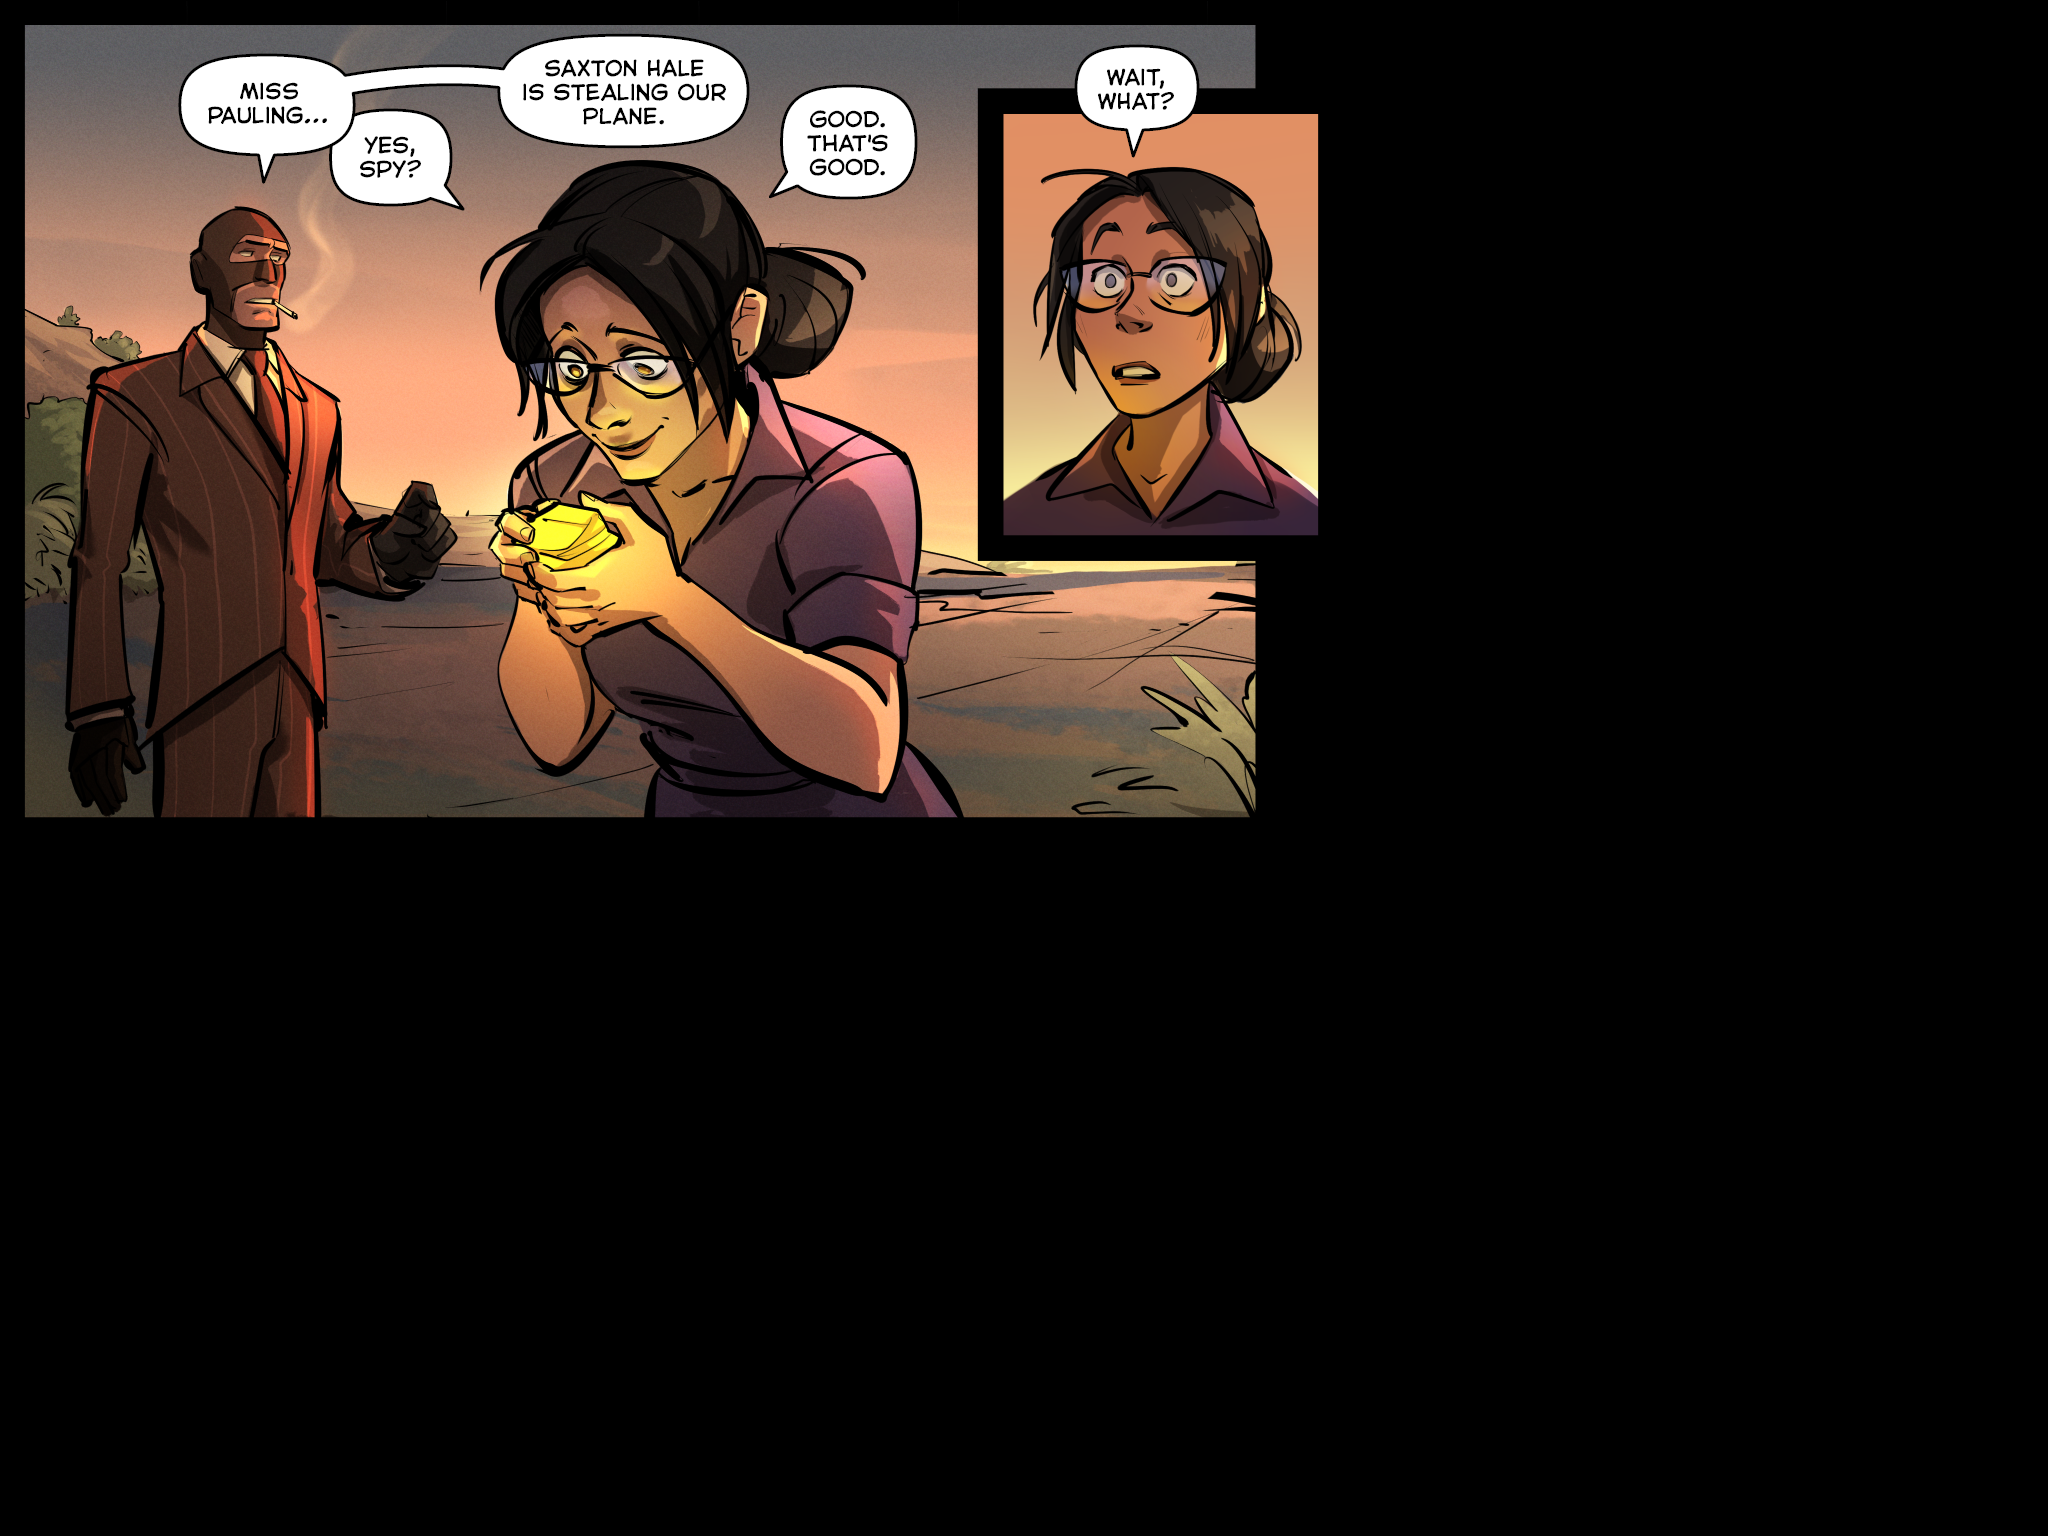 MISS
PAULING...
YES,
SPY?
SAXTON HALE
IS STEALING OUR
PLANE.
GOOD.
THAT'S
GOOD.
WAIT,
WHAT?